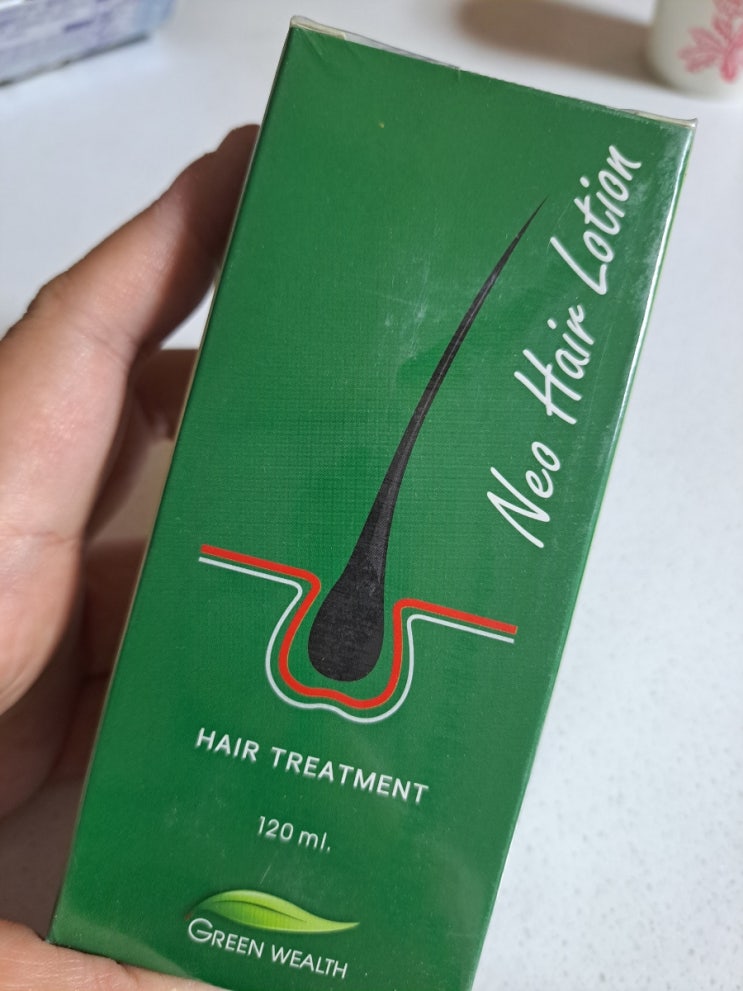 Neo Hair Lotion
HAIR TREATMENT
120 ml.
GREEN WEALTH